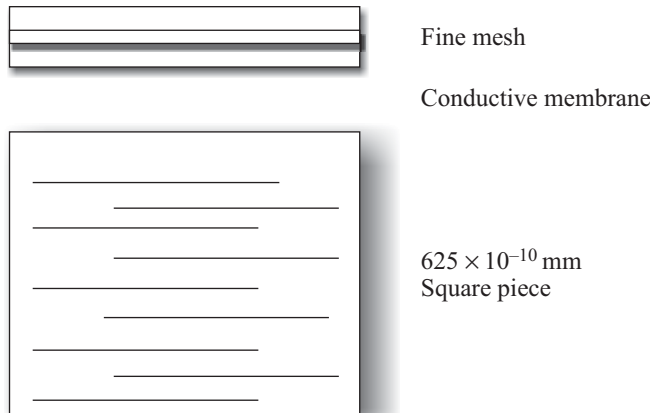 Fine mesh
Conductive membrane
625 × 10–10 mm
Square piece